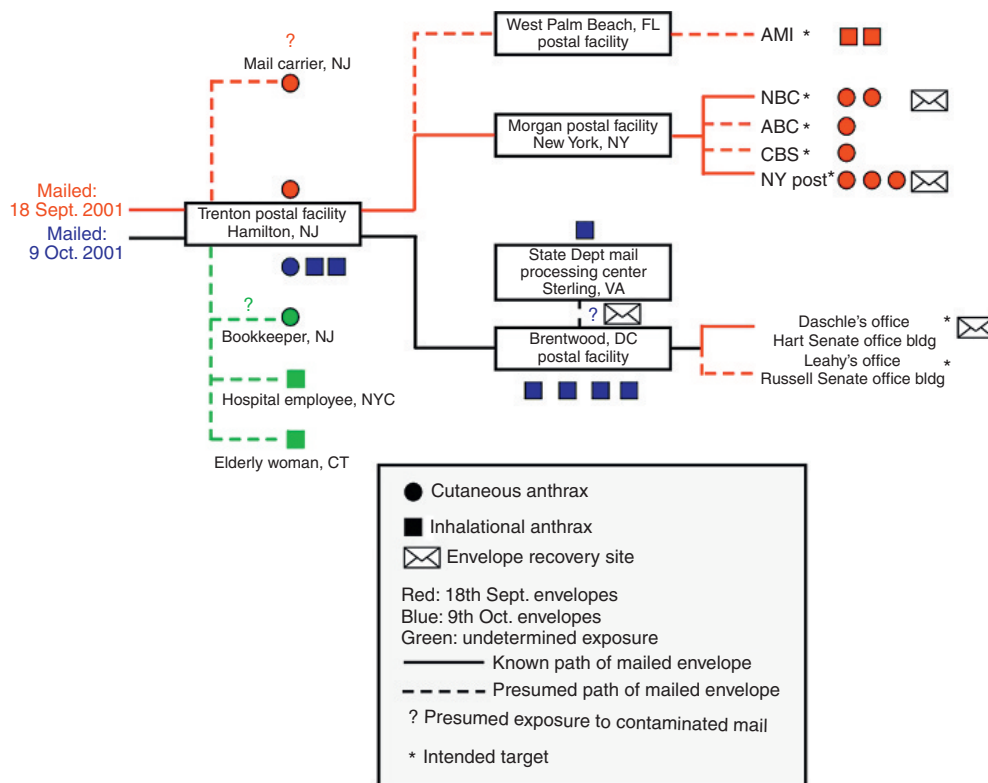 West Palm Beach, FL
postal facility
AMI *
?
Mail carrier, NJ
NBC *
Morgan postal facility
New York, NY
ABC *
CBS *
NY post*
Mailed:
18 Sept. 2001
Mailed:
9 Oct. 2001
Trenton postal facility
Hamilton, NJ
State Dept mail
processing center
Sterling, VA
?
?
Bookkeeper, NJ
Brentwood, DC
postal facility
Daschle's office *
Hart Senate office bldg
Leahy's office *
Russell Senate office bldg
Hospital employee, NYC
Elderly woman, CT
Cutaneous anthrax
Inhalational anthrax
Envelope recovery site
Red: 18th Sept. envelopes
Blue: 9th Oct. envelopes
Green: undetermined exposure
Known path of mailed envelope
Presumed path of mailed envelope
? Presumed exposure to contaminated mail
* Intended target